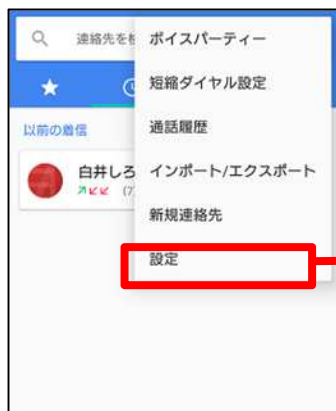 連絡先を
ボイスパーティー
短縮ダイヤル設定
以前の着信
通話履歴
白井しろ
(7
インポート/エクスポート
新規連絡先
設定